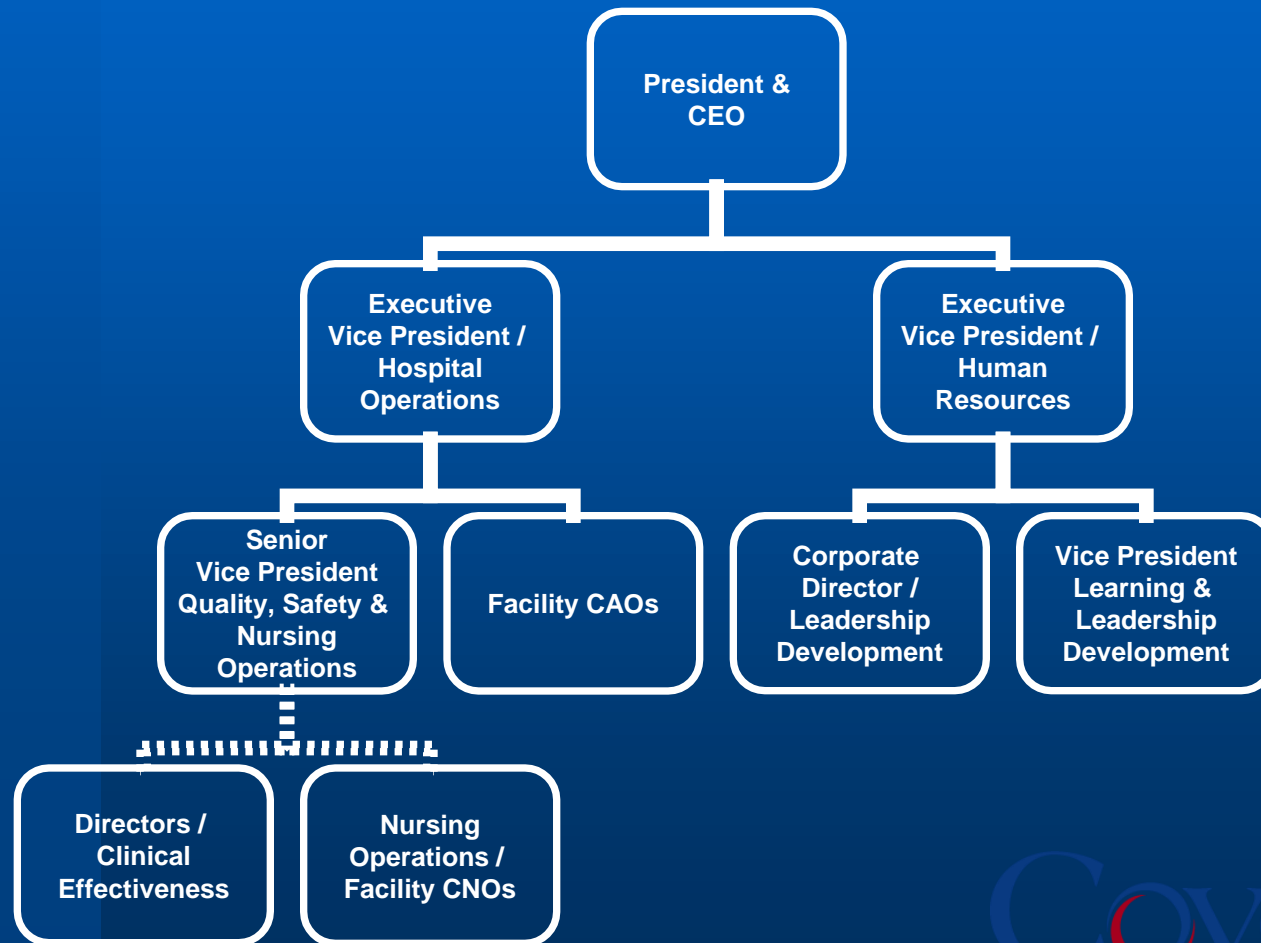 President &
CEO
Executive
Vice President /
Hospital
Operations
Executive
Vice President /
Human
Resources
Senior
Vice President
Quality, Safety &
Nursing
Operations
Facility CAOs
Corporate
Director /
Leadership
Development
Vice President
Learning &
Leadership
Development
Directors /
Clinical
Effectiveness
Nursing
Operations /
Facility CNOs